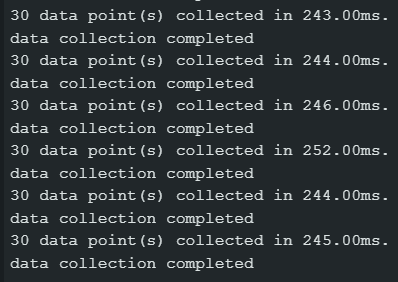 30 data point(s) collected in 243.00ms.
data collection completed
30 data point(s) collected in 244.00ms.
data collection completed
30 data point(s) collected in 246.00ms.
data collection completed
30 data point(s) collected in 252.00ms.
data collection completed
30 data point(s) collected in 244.00ms.
data collection completed
30 data point(s) collected in 245.00ms.
data collection completed